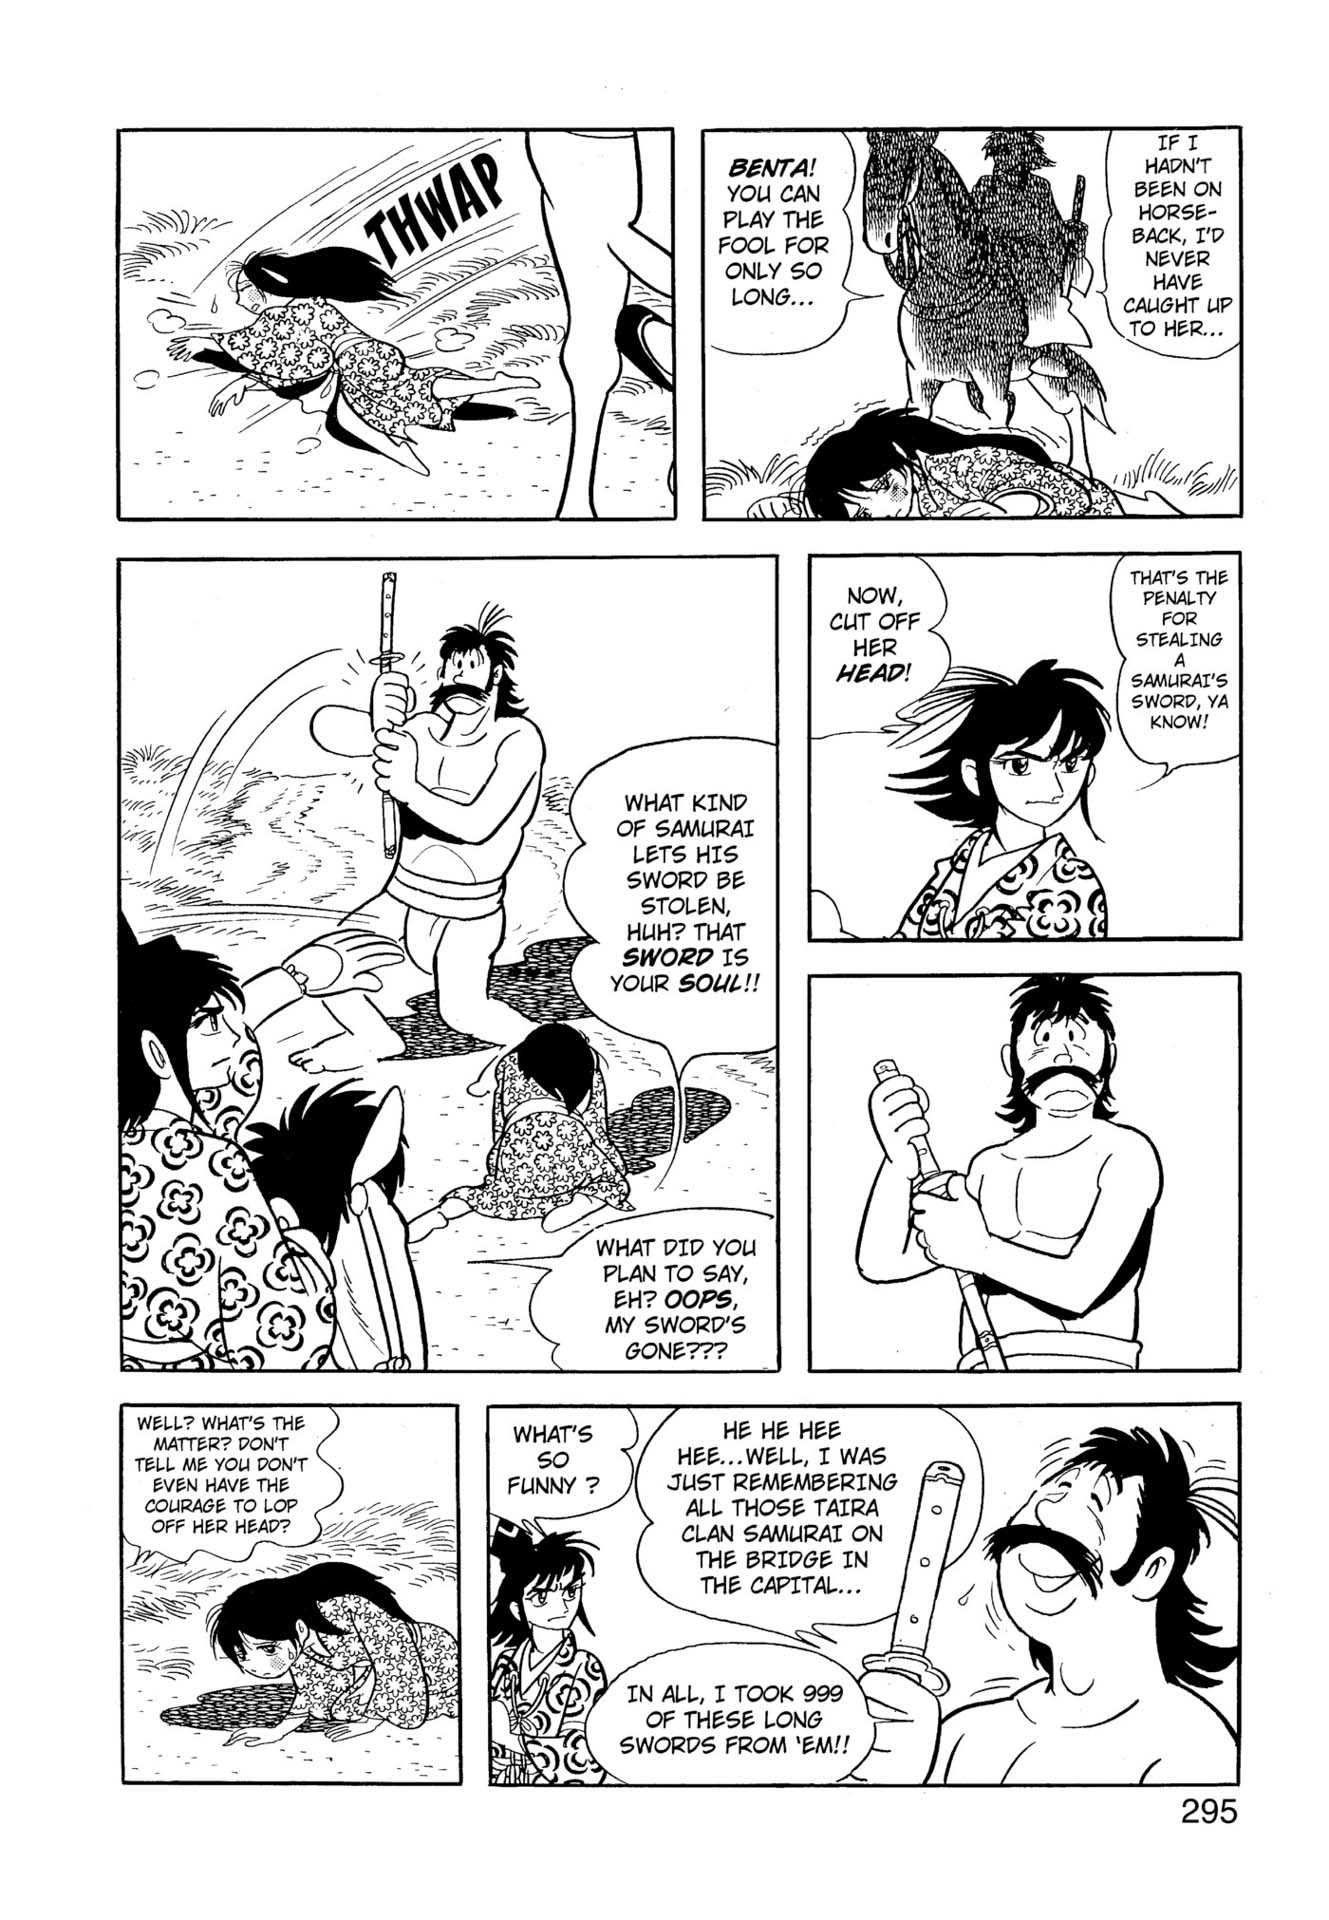 THWAP
BENTA!
YOU CAN
PLAY THE
FOOL FOR
ONLY SO
LONG...
IF I
HADN'T
BEEN ON
HORSE-
BACK, I'D
NEVER
HAVE
CAUGHT UP
TO HER...
WHAT KIND
OF SAMURAI
LETS HIS
SWORD BE
STOLEN,
HUH? THAT
SWORD IS
YOUR SOUL!!
WHAT DID YOU
PLAN TO SAY,
EH? OOPS,
MY SWORD'S
GONE???
NOW,
CUT OFF
HER
HEAD!
THAT'S THE
PENALTY
FOR
STEALING
A
SAMURAI'S
SWORD, YA
KNOW!
WELL? WHAT'S THE
MATTER? DON'T
TELL ME YOU DON'T
EVEN HAVE THE
COURAGE TO LOP
OFF HER HEAD?
WHAT'S
SO
FUNNY ?
HE HE HEE
HEE...WELL, I WAS
JUST REMEMBERING
ALL THOSE TAIRA
CLAN SAMURAI ON
THE BRIDGE IN
THE CAPITAL...
IN ALL, I TOOK 999
OF THESE LONG
SWORDS FROM 'EM!!
295